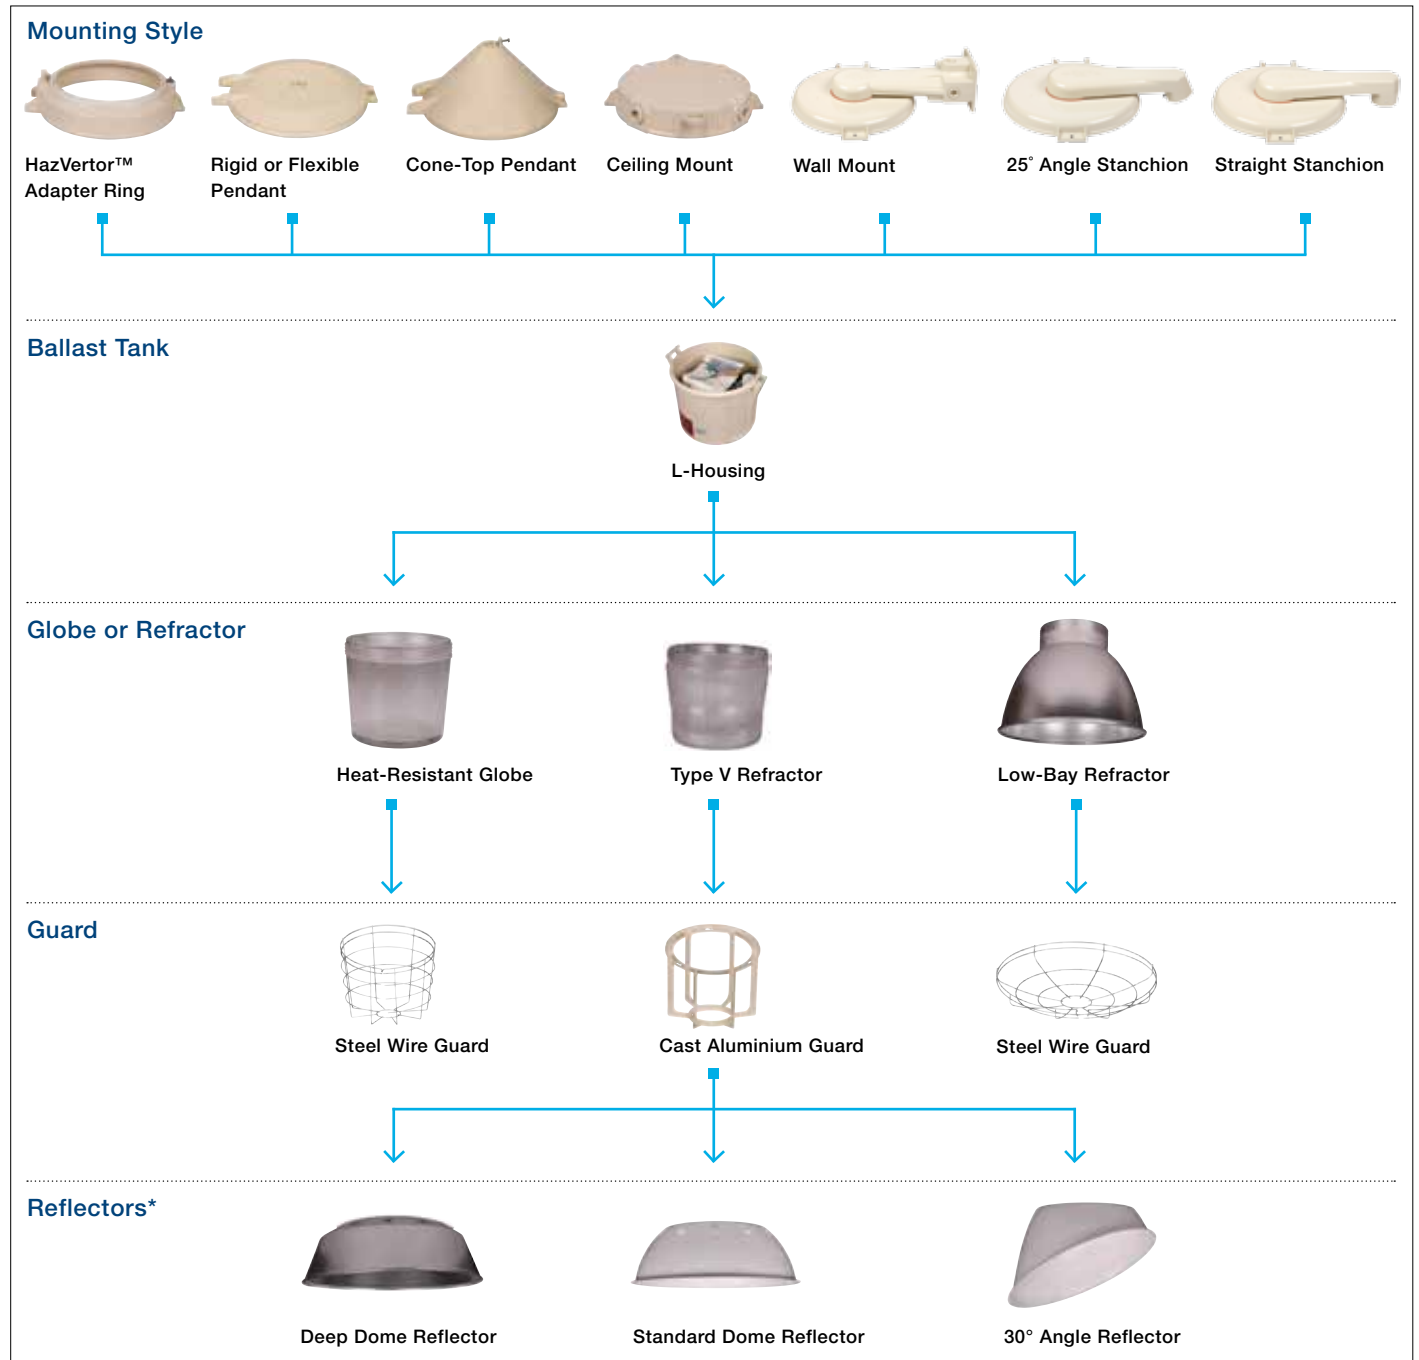 Mounting Style
HazVertor™
Adapter Ring
Rigid or Flexible
Pendant
Cone-Top Pendant
Ceiling Mount
Wall Mount
25° Angle Stanchion
Straight Stanchion
Ballast Tank
L-Housing
Globe or Refractor
Heat-Resistant Globe
Type V Refractor
Low-Bay Refractor
Guard
Steel Wire Guard
Cast Aluminium Guard
Steel Wire Guard
Reflectors*
Deep Dome Reflector
Standard Dome Reflector
30° Angle Reflector